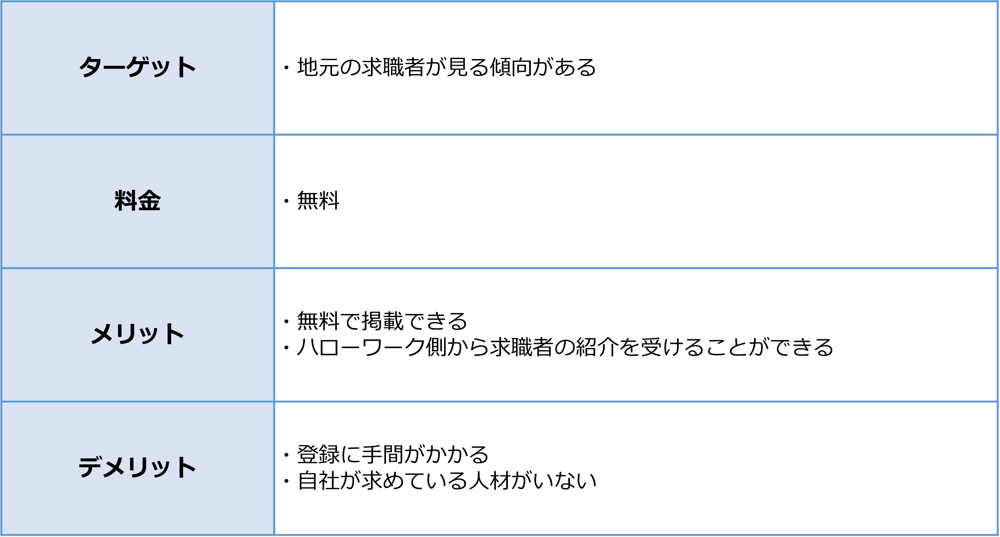 ターゲット
・地元の求職者が見る傾向がある
料金
・無料
メリット
・無料で掲載できる
・ハローワーク側から求職者の紹介を受けることができる
デメリット
・登録に手間がかかる
・自社が求めている人材がいない